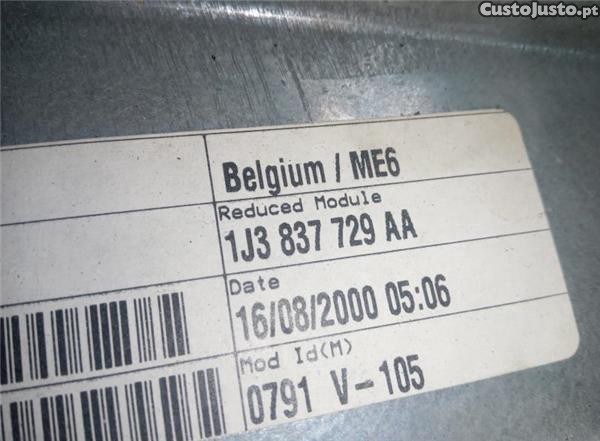 CustoJusto.pt
Belgium / ME6
Reduced Module
1J3 837 729 AA
Date
16/08/2000 05:06
Mod Id(M)
0791 V-105